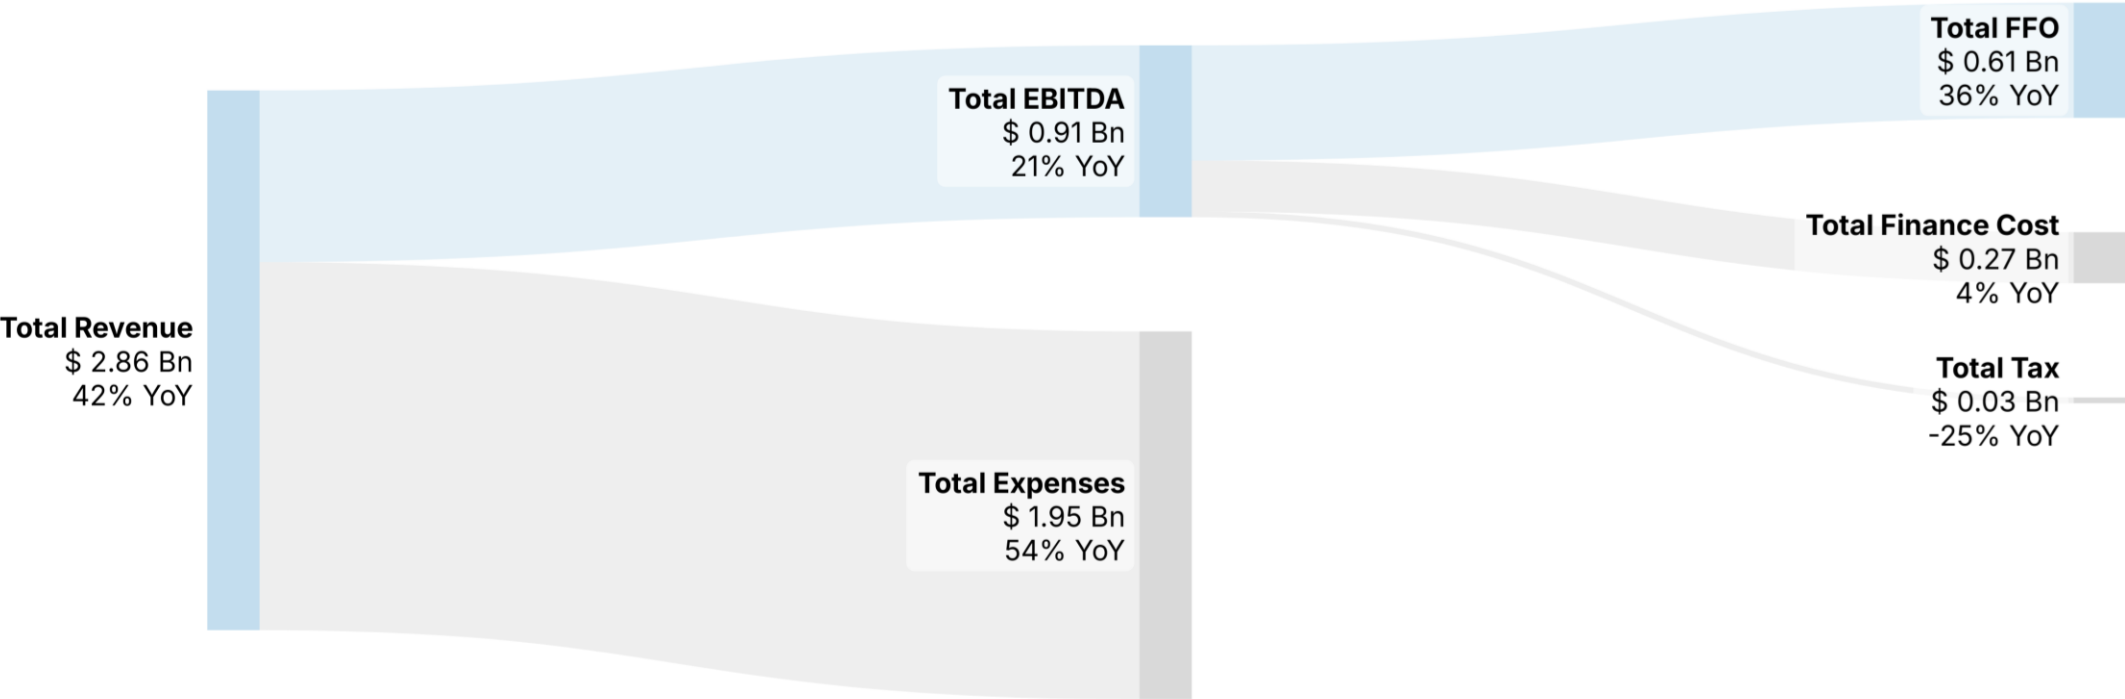 Total Revenue
$ 2.86 Bn
42% YoY
Total EBITDA
$ 0.91 Bn
21% YoY
Total Expenses
$ 1.95 Bn
54% YoY
Total FFO
$ 0.61 Bn
36% YoY
Total Finance Cost
$ 0.27 Bn
4% YoY
Total Tax
$ 0.03 Bn
-25% YoY